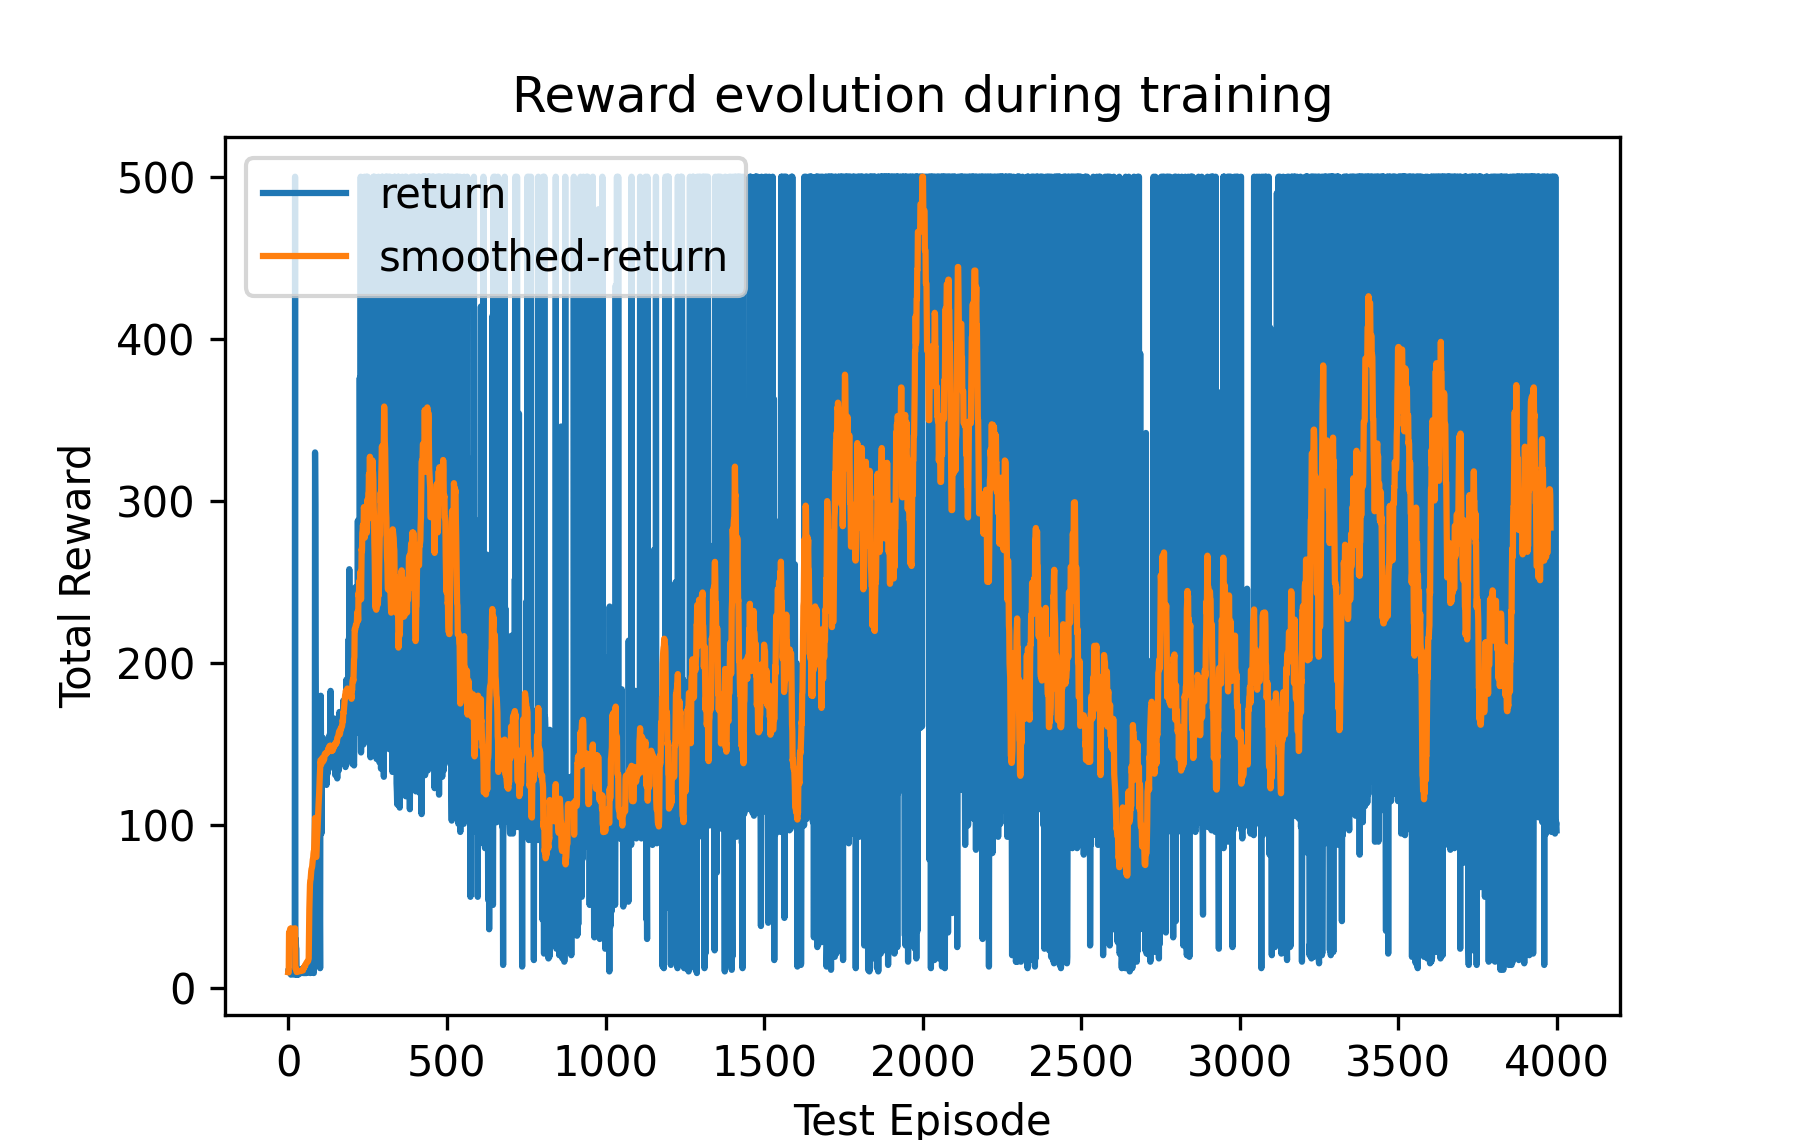 Reward evolution during training
return
smoothed-return
Total Reward
500
400
300
200
100
0
0 500 1000 1500 2000 2500 3000 3500 4000
Test Episode